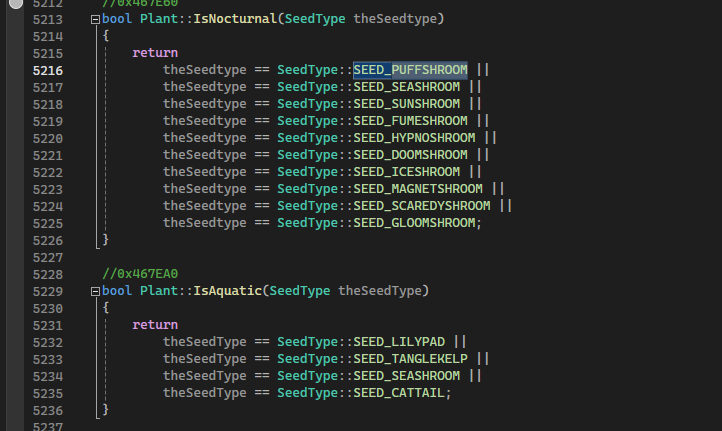 5212 //0x467E60
5213 bool Plant::IsNocturnal(SeedType theSeedtype)
5214 {
5215     return
5216         theSeedtype == SeedType::SEED_PUFFSHROOM ||
5217         theSeedtype == SeedType::SEED_SEASHROOM ||
5218         theSeedtype == SeedType::SEED_SUNSHROOM ||
5219         theSeedtype == SeedType::SEED_FUMESHROOM ||
5220         theSeedtype == SeedType::SEED_HYPNOSHROOM ||
5221         theSeedtype == SeedType::SEED_DOOMSHROOM ||
5222         theSeedtype == SeedType::SEED_ICESHROOM ||
5223         theSeedtype == SeedType::SEED_MAGNETSHROOM ||
5224         theSeedtype == SeedType::SEED_SCAREDYSHROOM ||
5225         theSeedtype == SeedType::SEED_GLOOMSHROOM;
5226 }
5227
5228 //0x467EA0
5229 bool Plant::IsAquatic(SeedType theSeedType)
5230 {
5231     return
5232         theSeedType == SeedType::SEED_LILYPAD ||
5233         theSeedType == SeedType::SEED_TANGLEKELP ||
5234         theSeedType == SeedType::SEED_SEASHROOM ||
5235         theSeedType == SeedType::SEED_CATTAIL;
5236 }
5237